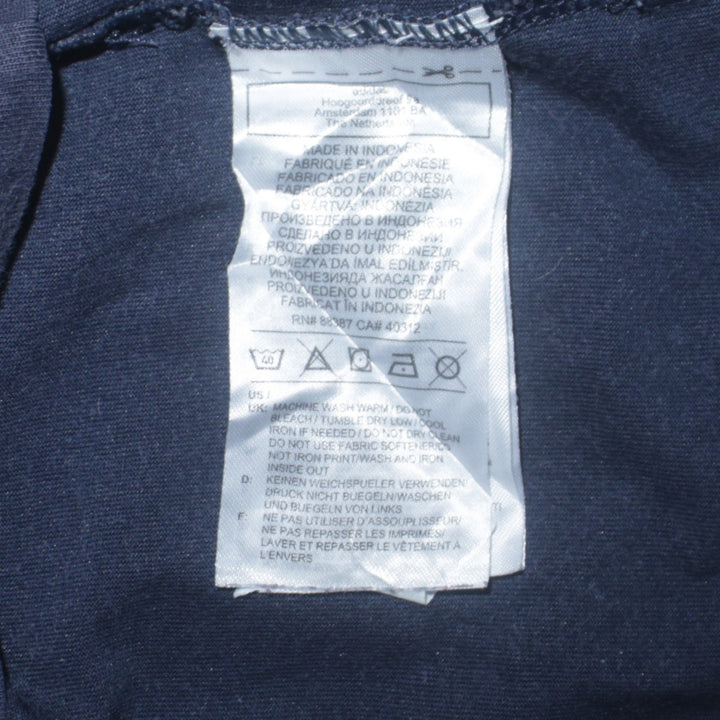 adidas
Hoogoorddreef 9a
Amsterdam 1101 BA
The Netherlands
MADE IN INDONESIA
FABRIQUÉ EN INDONESIE
FABRICADO EN INDONESIA
FABRICADO NA INDONÉSIA
GYÁRTVA: INDONÉZIA
ПРОИЗВЕДЕНО В ИНДОНЕЗИЯ
СДЕЛАНО В ИНДОНЕЗИИ
PROIZVEDENO U INDONEZIJI
ENDONEZYA'DA İMAL EDİLMİŞTİR.
ИНДОНЕЗИЯДА ЖАСАЛҒАН
PROIZVEDENO U INDONEZIJI
FABRICAT ÎN INDONEZIA
RN# 88387 CA# 40312
40
US /
UK: MACHINE WASH WARM / DO NOT
BLEACH / TUMBLE DRY LOW / COOL
IRON IF NEEDED / DO NOT DRY CLEAN
DO NOT USE FABRIC SOFTENERS
NOT IRON PRINT/WASH AND IRON
INSIDE OUT
D: KEINEN WEICHSPUELER VERWENDEN/
DRUCK NICHT BUEGELN/WASCHEN
UND BUEGELN VON LINKS
F: NE PAS UTILISER D'ASSOUPLISSEUR/
NE PAS REPASSER LES IMPRIMÉS/
LAVER ET REPASSER LE VÊTEMENT À
L'ENVERS